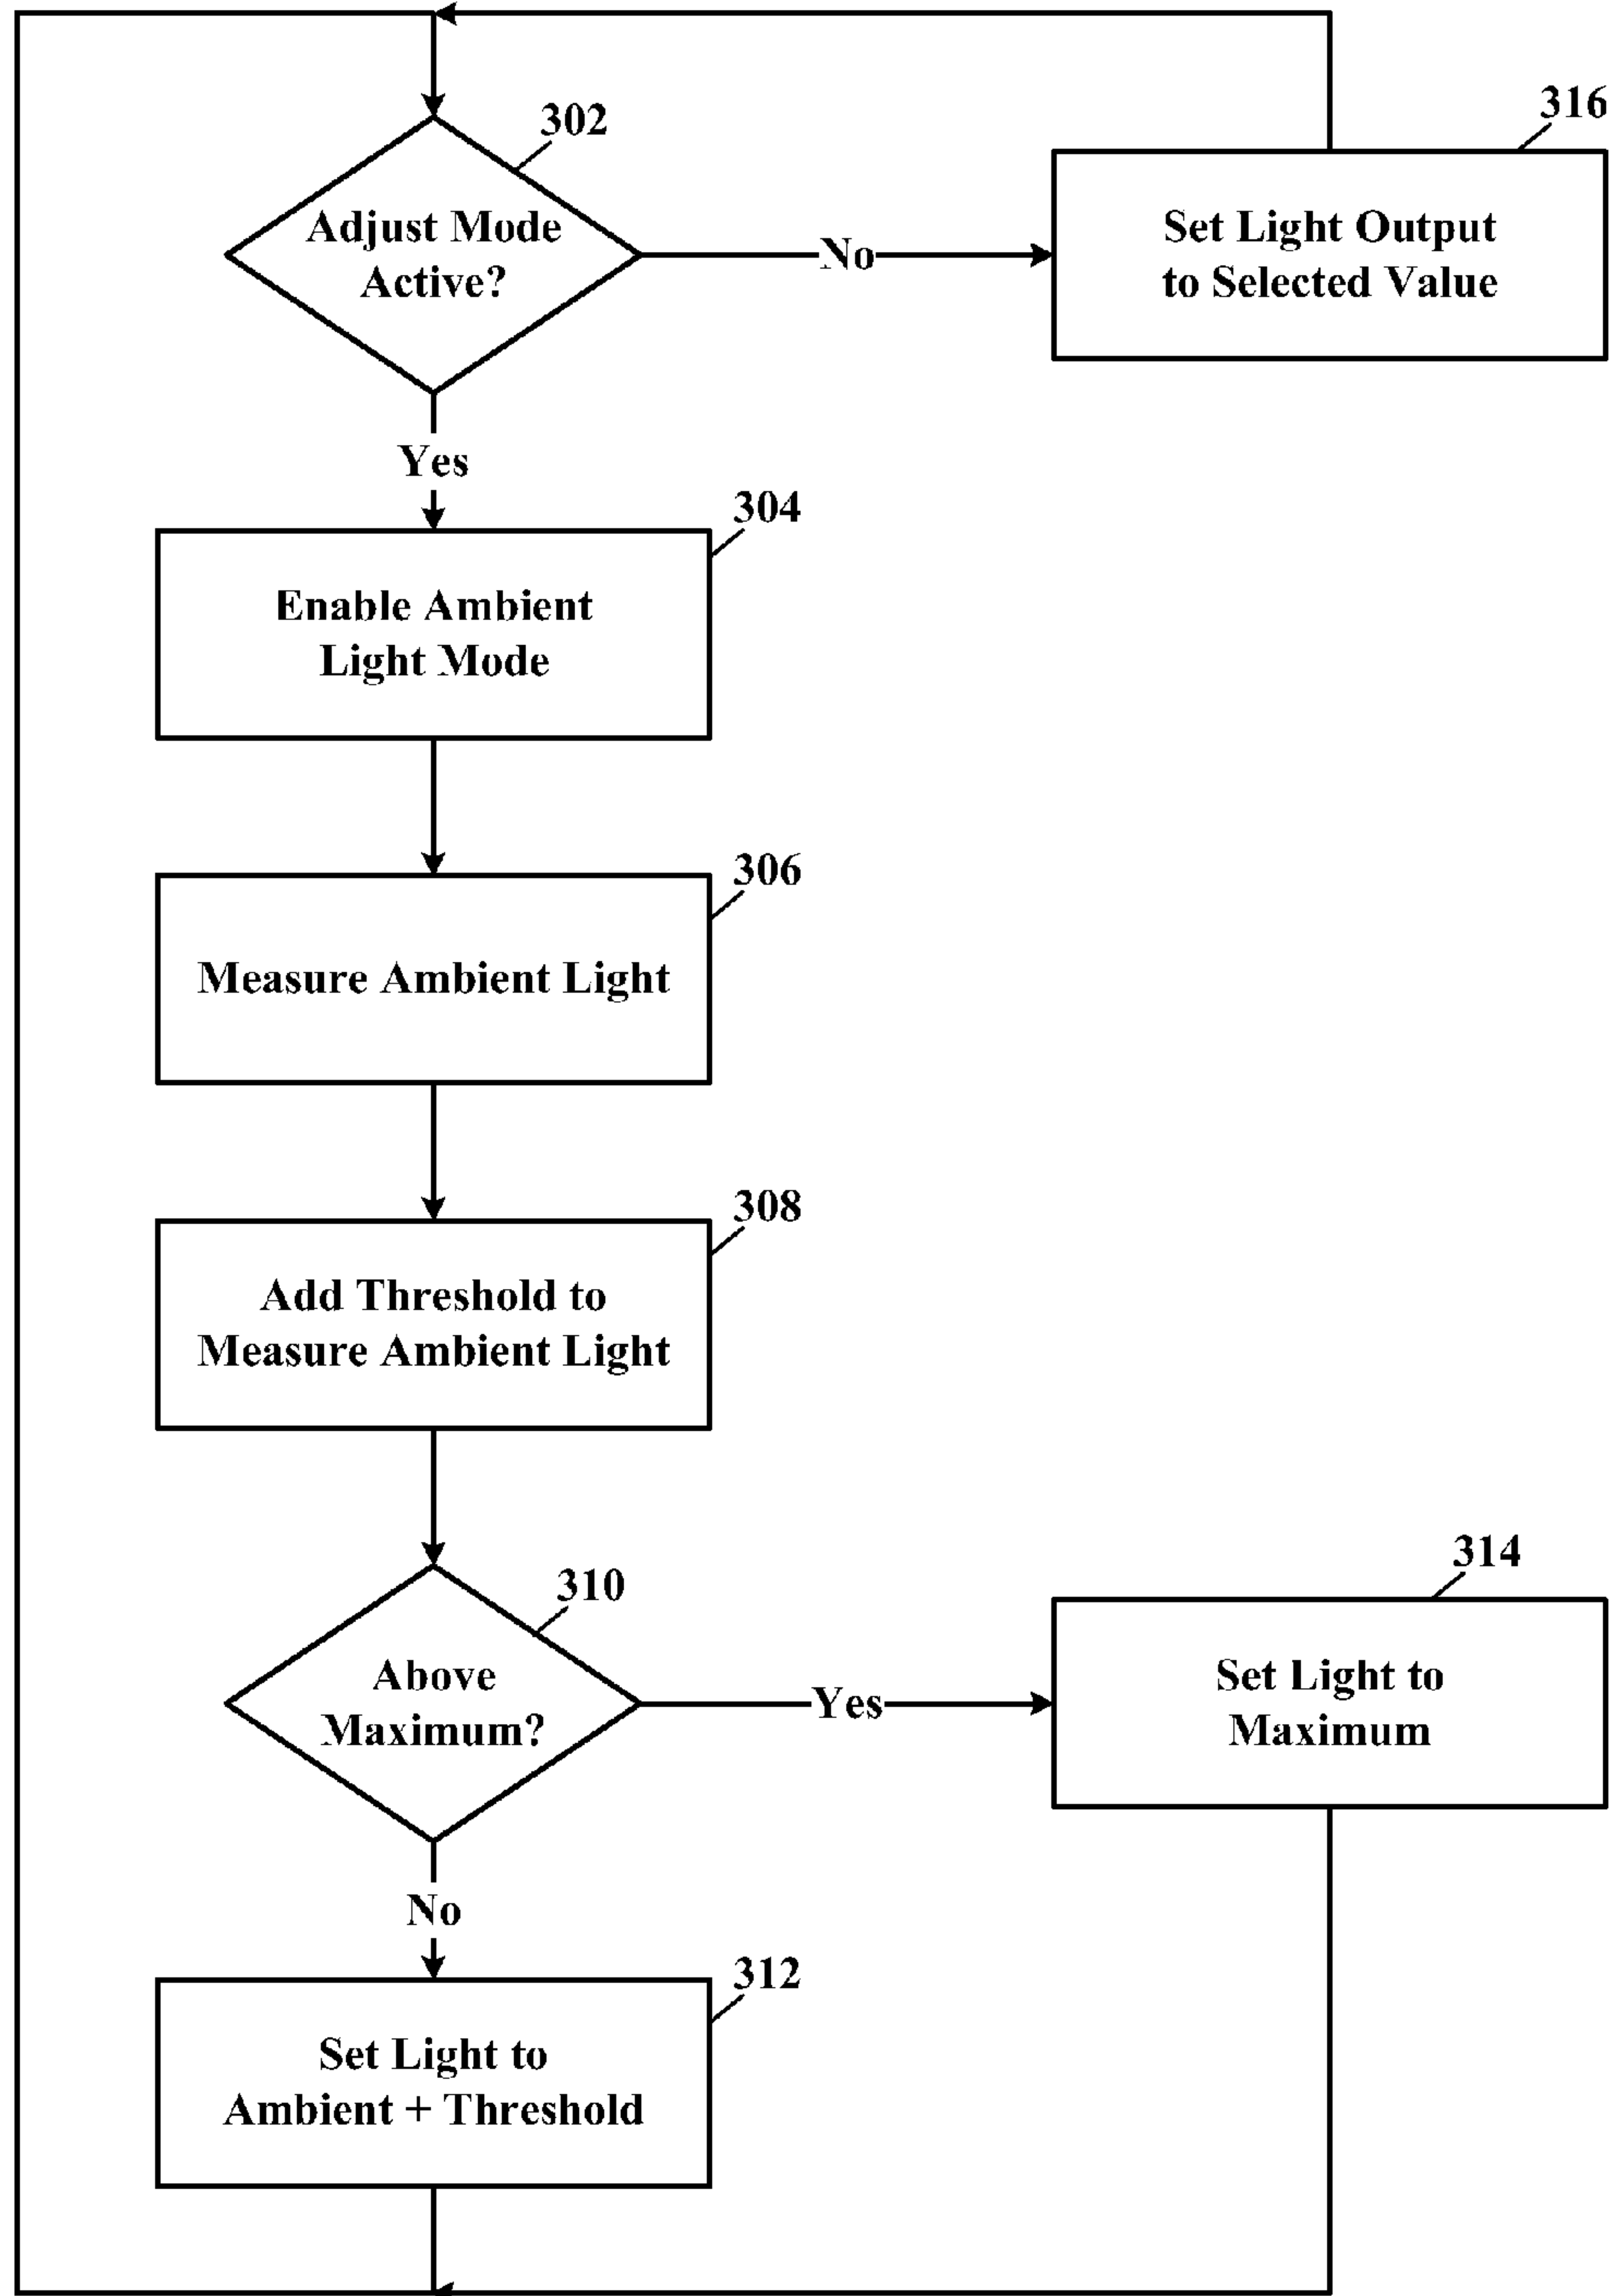 302
316
Adjust Mode
Active?
No
Set Light Output
to Selected Value
Yes
304
Enable Ambient
Light Mode
306
Measure Ambient Light
308
Add Threshold to
Measure Ambient Light
310
314
Above
Maximum?
Yes
Set Light to
Maximum
No
312
Set Light to
Ambient + Threshold